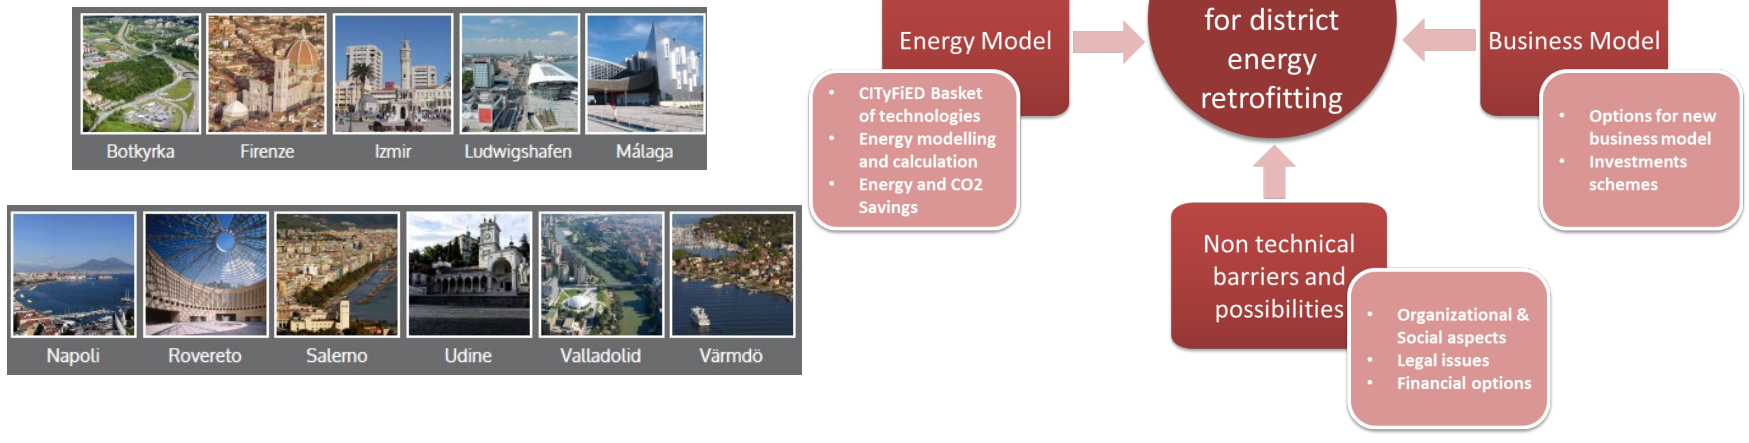 Botkyrka
Firenze
Izmir
Ludwigshafen
Málaga
Napoli
Rovereto
Salerno
Udine
Valladolid
Värmdö
Energy Model
• CITyFiED Basket
of technologies
• Energy modelling
and calculation
• Energy and CO2
Savings
for district
energy
retrofitting
Business Model
• Options for new
business model
• Investments
schemes
Non technical
barriers and
possibilities
• Organizational &
Social aspects
• Legal issues
• Financial options